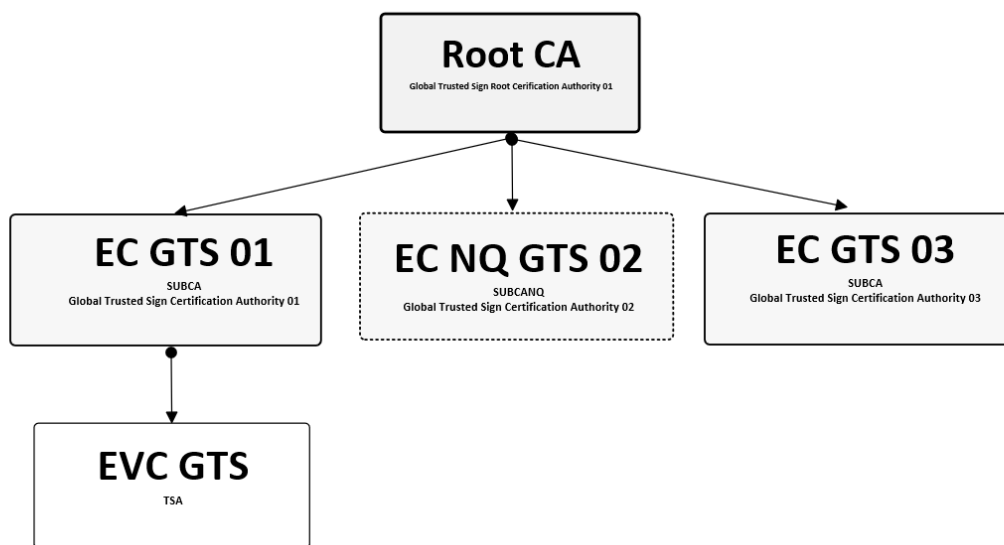 Root CA
Global Trusted Sign Root Cerification Authority 01
EC GTS 01
SUBCA
Global Trusted Sign Certification Authority 01
EC NQ GTS 02
SUBCANQ
Global Trusted Sign Certification Authority 02
EC GTS 03
SUBCA
Global Trusted Sign Certification Authority 03
EVC GTS
TSA